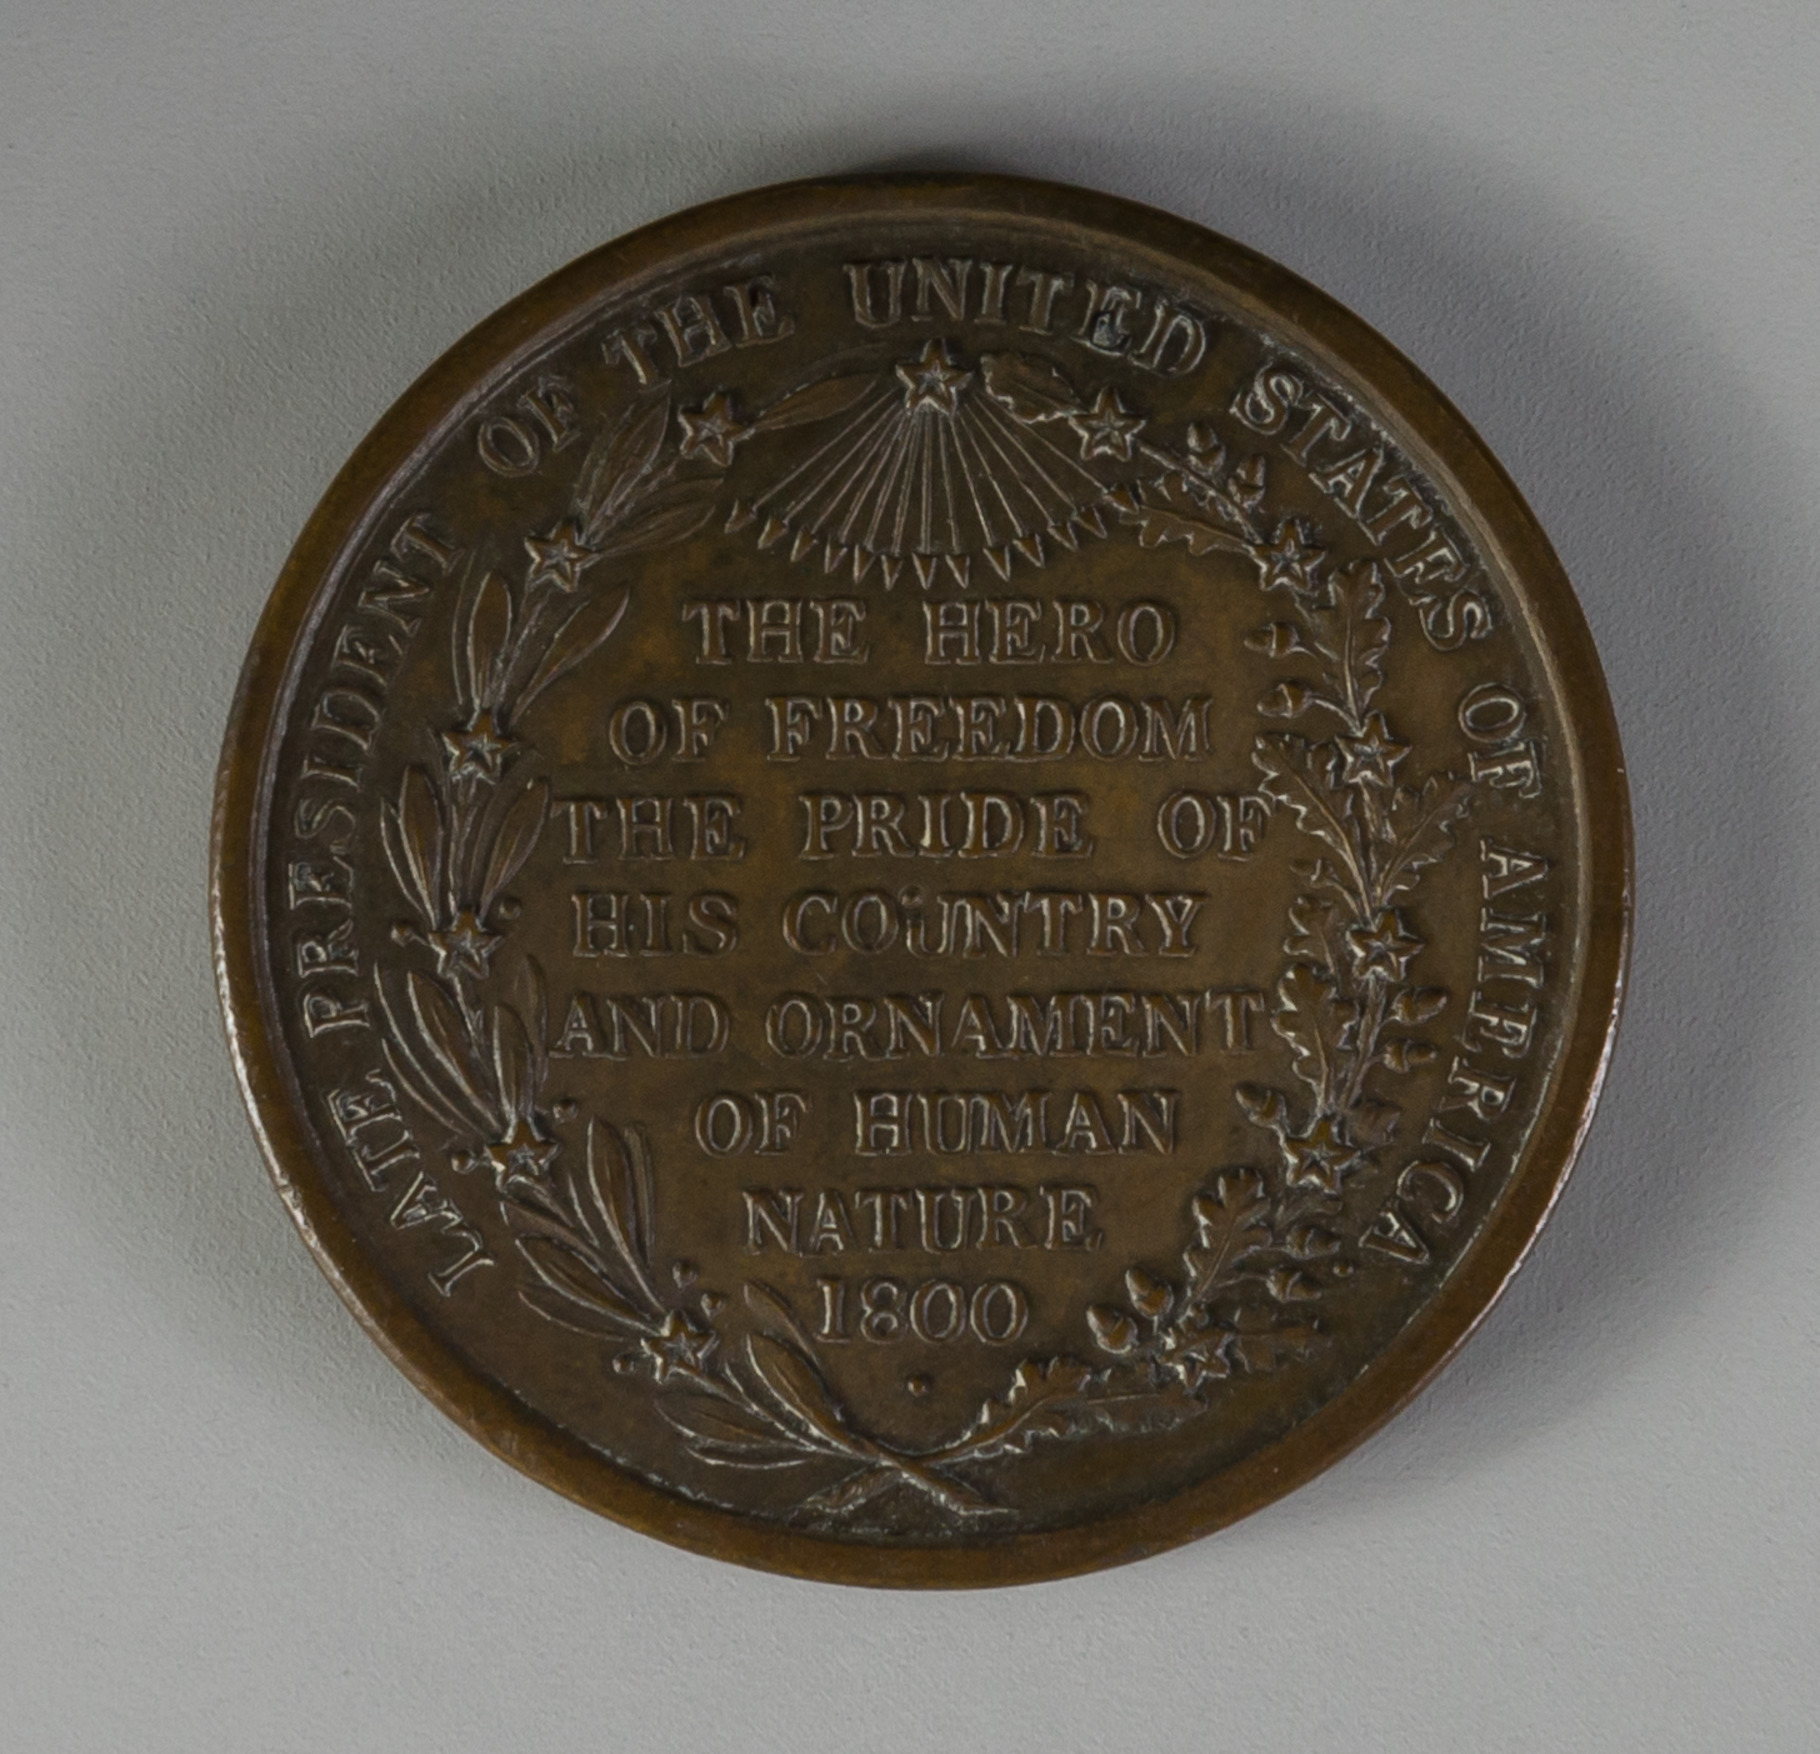 LATE PRESIDENT OF THE UNITED STATES OF AMERICA
THE HERO
OF FREEDOM
THE PRIDE OF
HIS COUNTRY
AND ORNAMENT
OF HUMAN
NATURE
1800